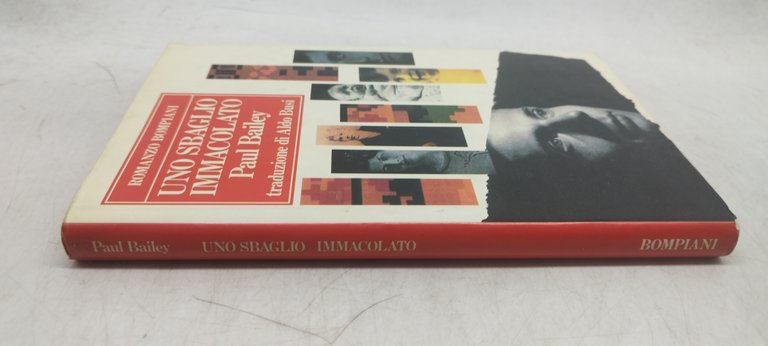 ROMANZO BOMPIANI
UNO SBAGLIO
IMMACOLATO
Paul Bailey
traduzione di Aldo Busi
Paul Bailey UNO SBAGLIO IMMACOLATO BOMPIANI